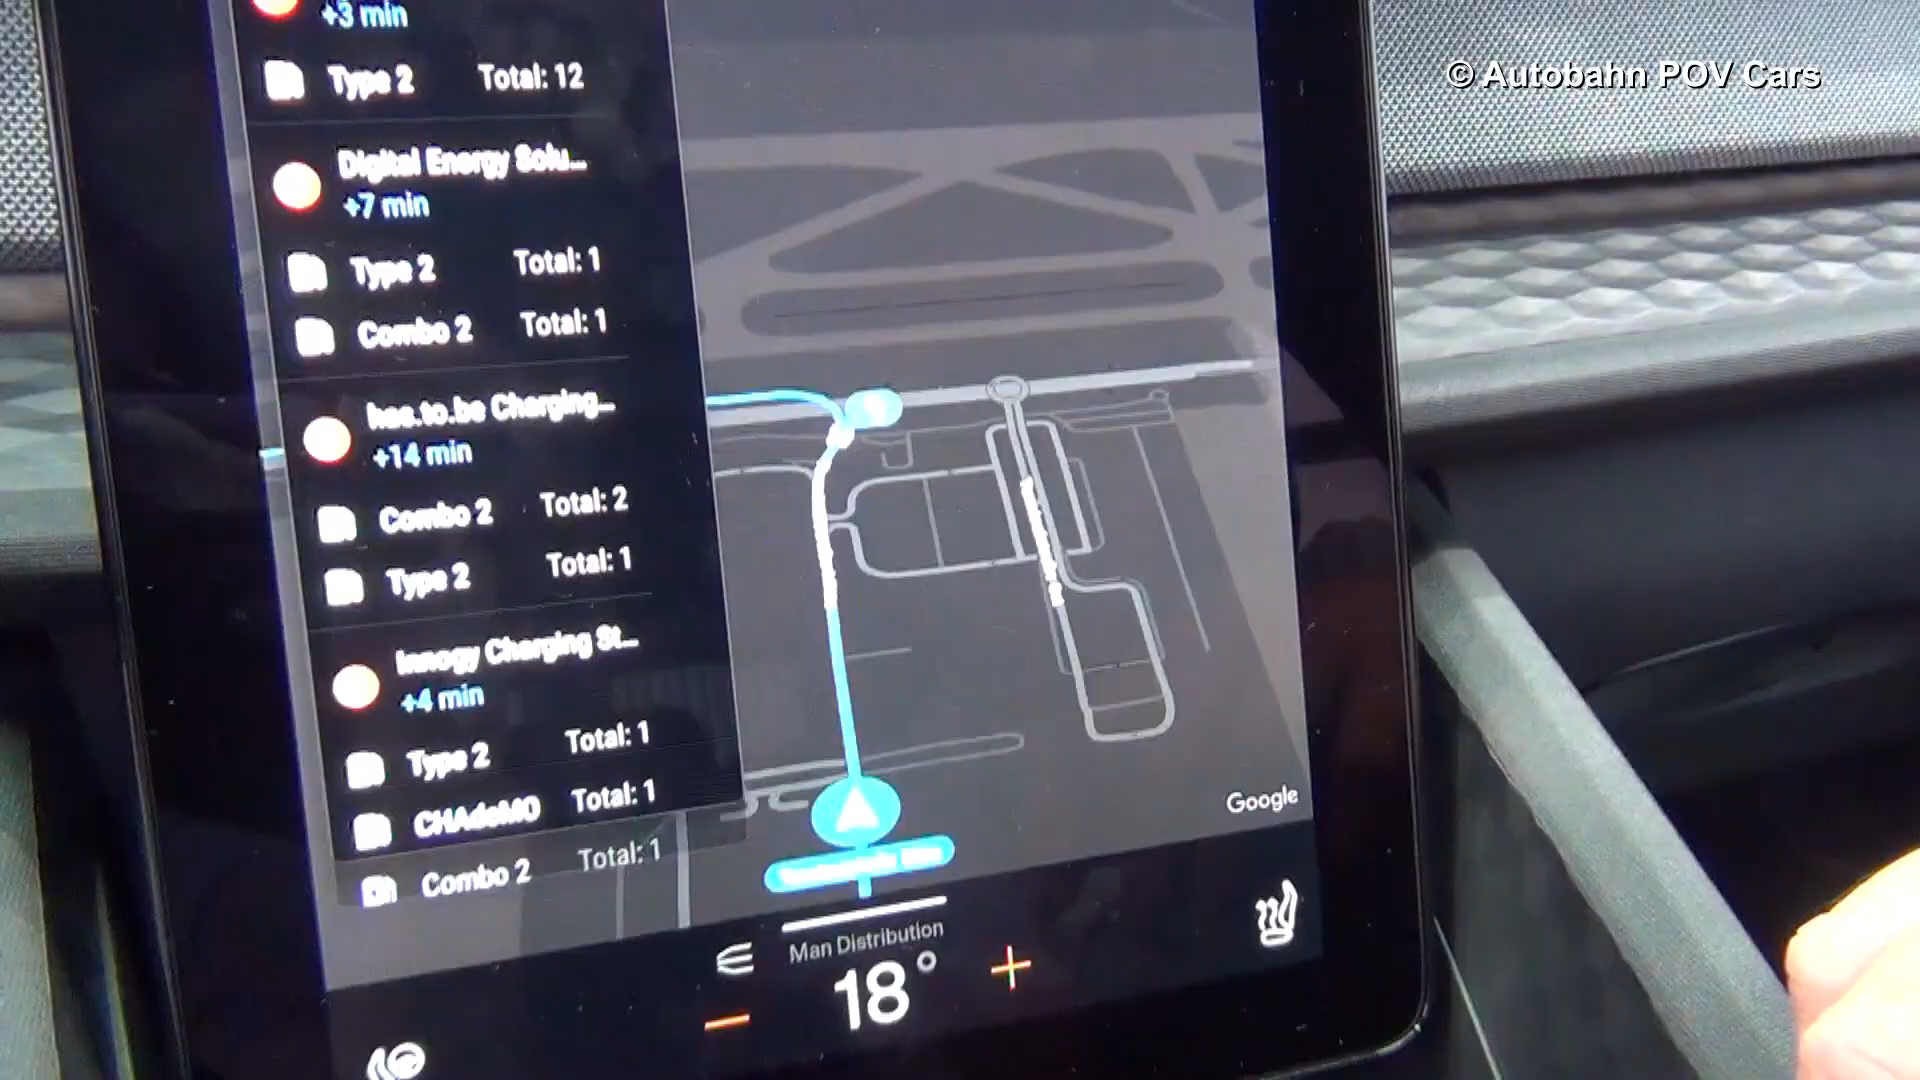 +3 min
© Autobahn POV Cars
Type 2 Total: 12
Digital Energy Solu...
+7 min
Type 2 Total: 1
Combo 2 Total: 1
has.to.be Charging...
+14 min
Combo 2 Total: 2
Type 2 Total: 1
Innogy Charging St...
+4 min
Type 2 Total: 1
CHAdeMO Total: 1
Google
Combo 2 Total: 1
Man Distribution
18°